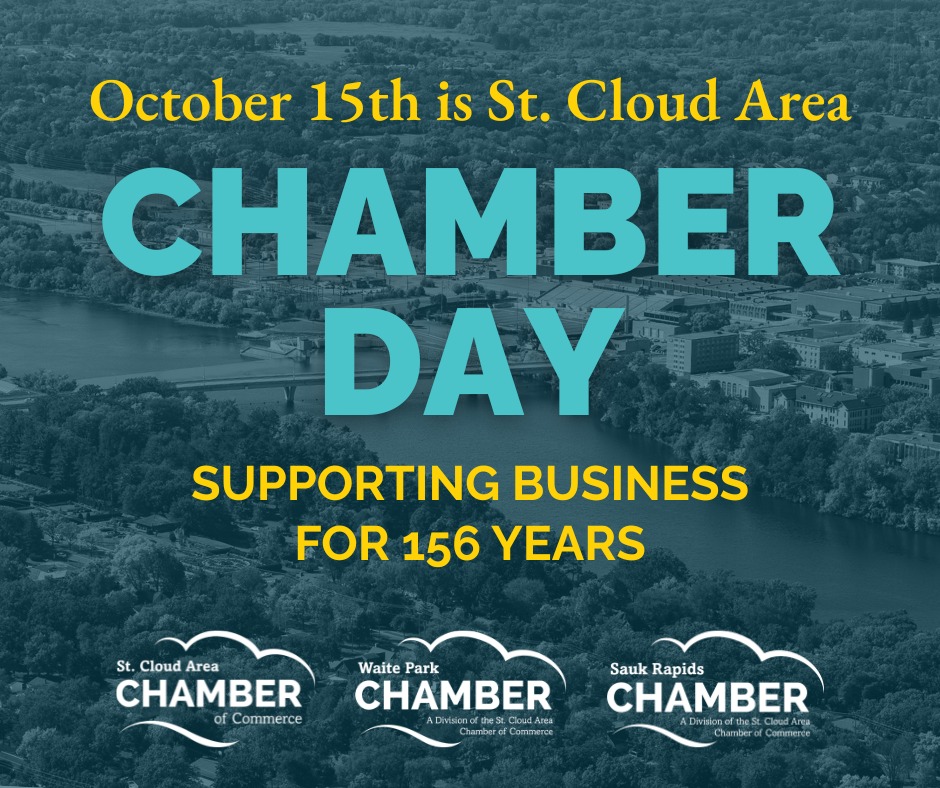 October 15th is St. Cloud Area
CHAMBER
DAY
SUPPORTING BUSINESS
FOR 156 YEARS
St. Cloud Area
CHAMBER
of Commerce
Waite Park
CHAMBER
A Division of the St. Cloud Area
Chamber of Commerce
Sauk Rapids
CHAMBER
A Division of the St. Cloud Area
Chamber of Commerce